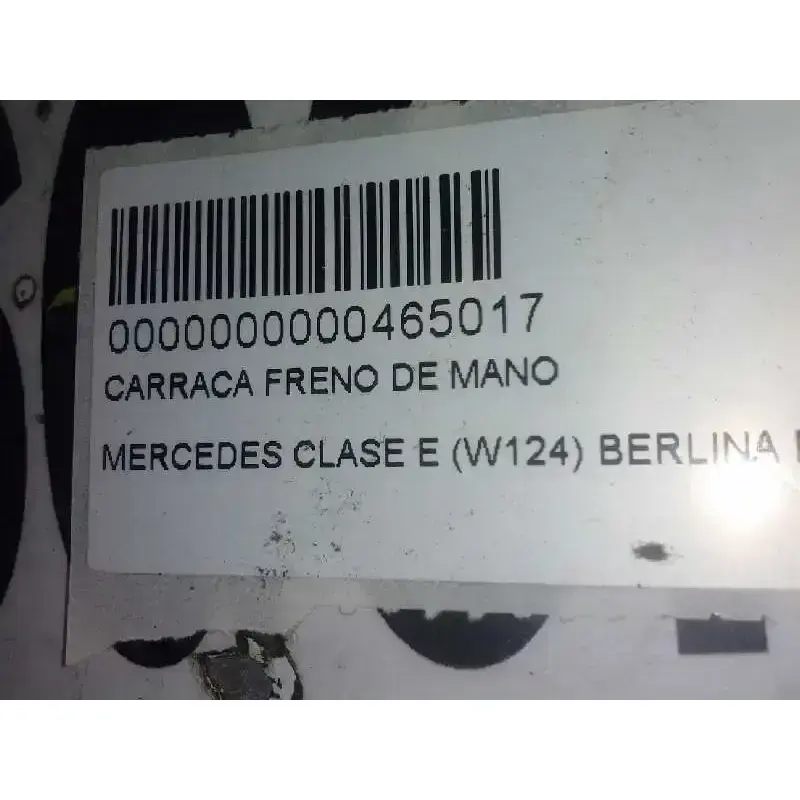 0000000000465017
CARRACA FRENO DE MANO
MERCEDES CLASE E (W124) BERLINA